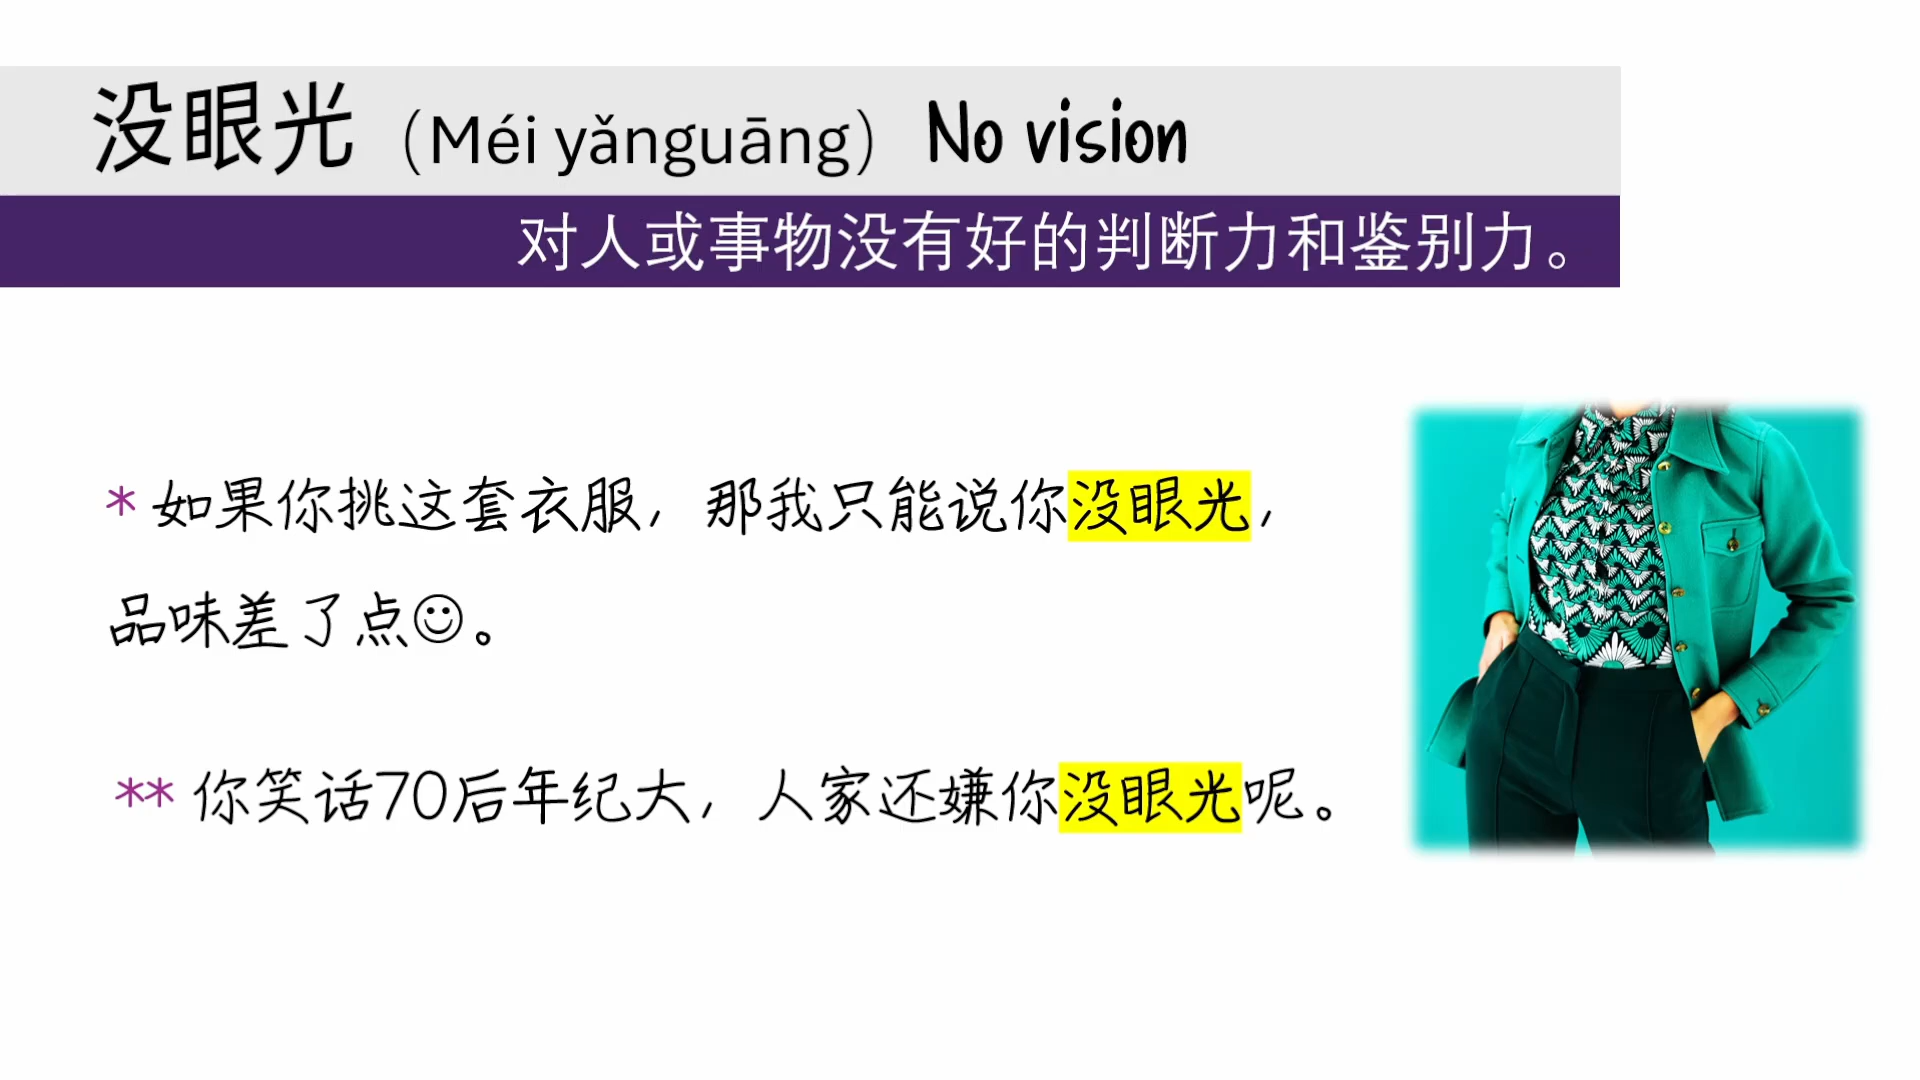 没眼光（Méi yǎnguāng） No vision
对人或事物没有好的判断力和鉴别力。
* 如果你挑这套衣服，那我只能说你没眼光，
品味差了点☺。
** 你笑话70后年纪大，人家还嫌你没眼光呢。